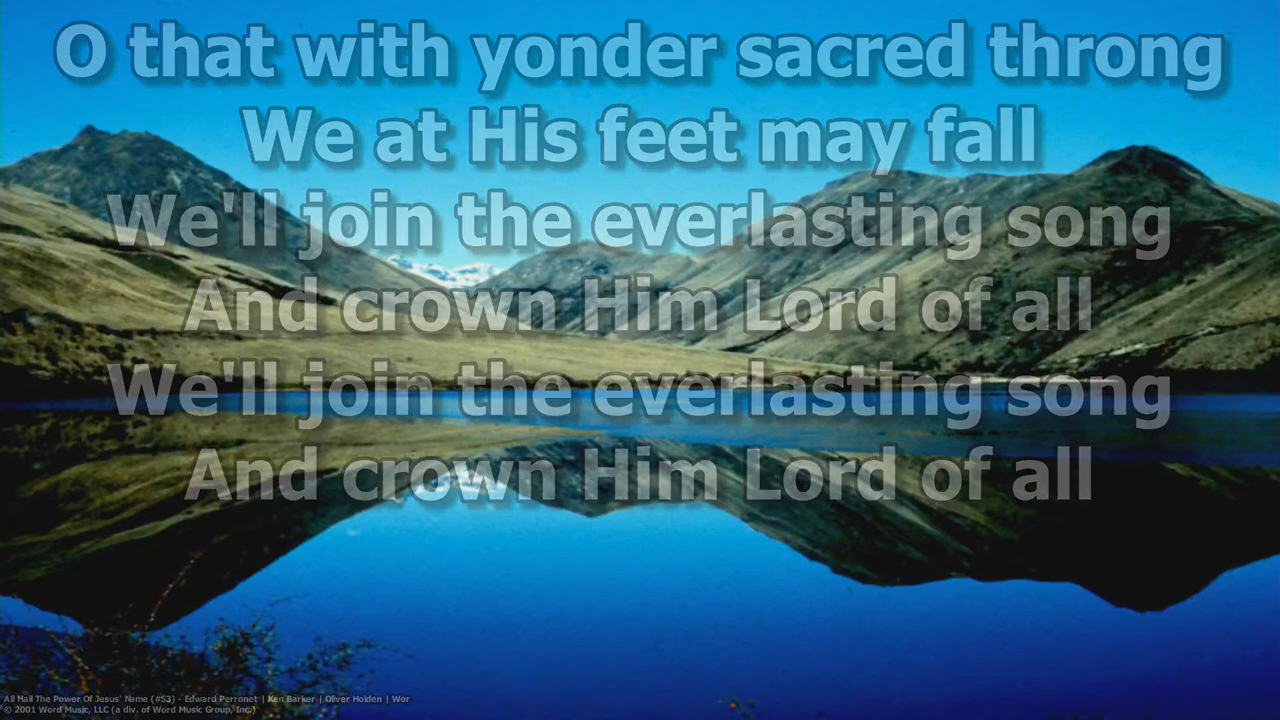 O that with yonder sacred throng
We at His feet may fall
We'll join the everlasting song
And crown Him Lord of all
We'll join the everlasting song
And crown Him Lord of all
All Hail The Power Of Jesus' Name (#53) - Edward Perronet | Ken Barker | Oliver Holden | Wor
© 2001 Word Music, LLC (a div. of Word Music Group, Inc.)